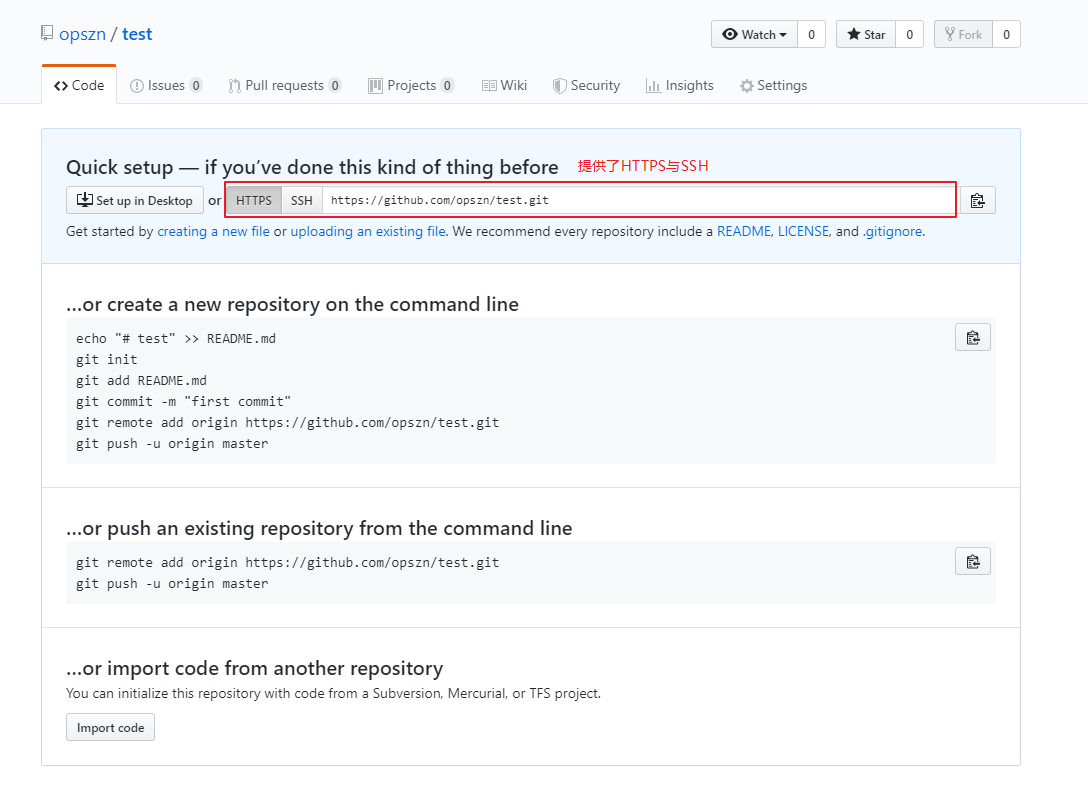 opszn / test
Watch 0 Star 0 Fork 0
Code Issues 0 Pull requests 0 Projects 0 Wiki Security Insights Settings
Quick setup — if you’ve done this kind of thing before 提供了HTTPS与SSH
Set up in Desktop or HTTPS SSH https://github.com/opszn/test.git
Get started by creating a new file or uploading an existing file. We recommend every repository include a README, LICENSE, and .gitignore.
…or create a new repository on the command line
echo "# test" >> README.md
git init
git add README.md
git commit -m "first commit"
git remote add origin https://github.com/opszn/test.git
git push -u origin master
…or push an existing repository from the command line
git remote add origin https://github.com/opszn/test.git
git push -u origin master
…or import code from another repository
You can initialize this repository with code from a Subversion, Mercurial, or TFS project.
Import code